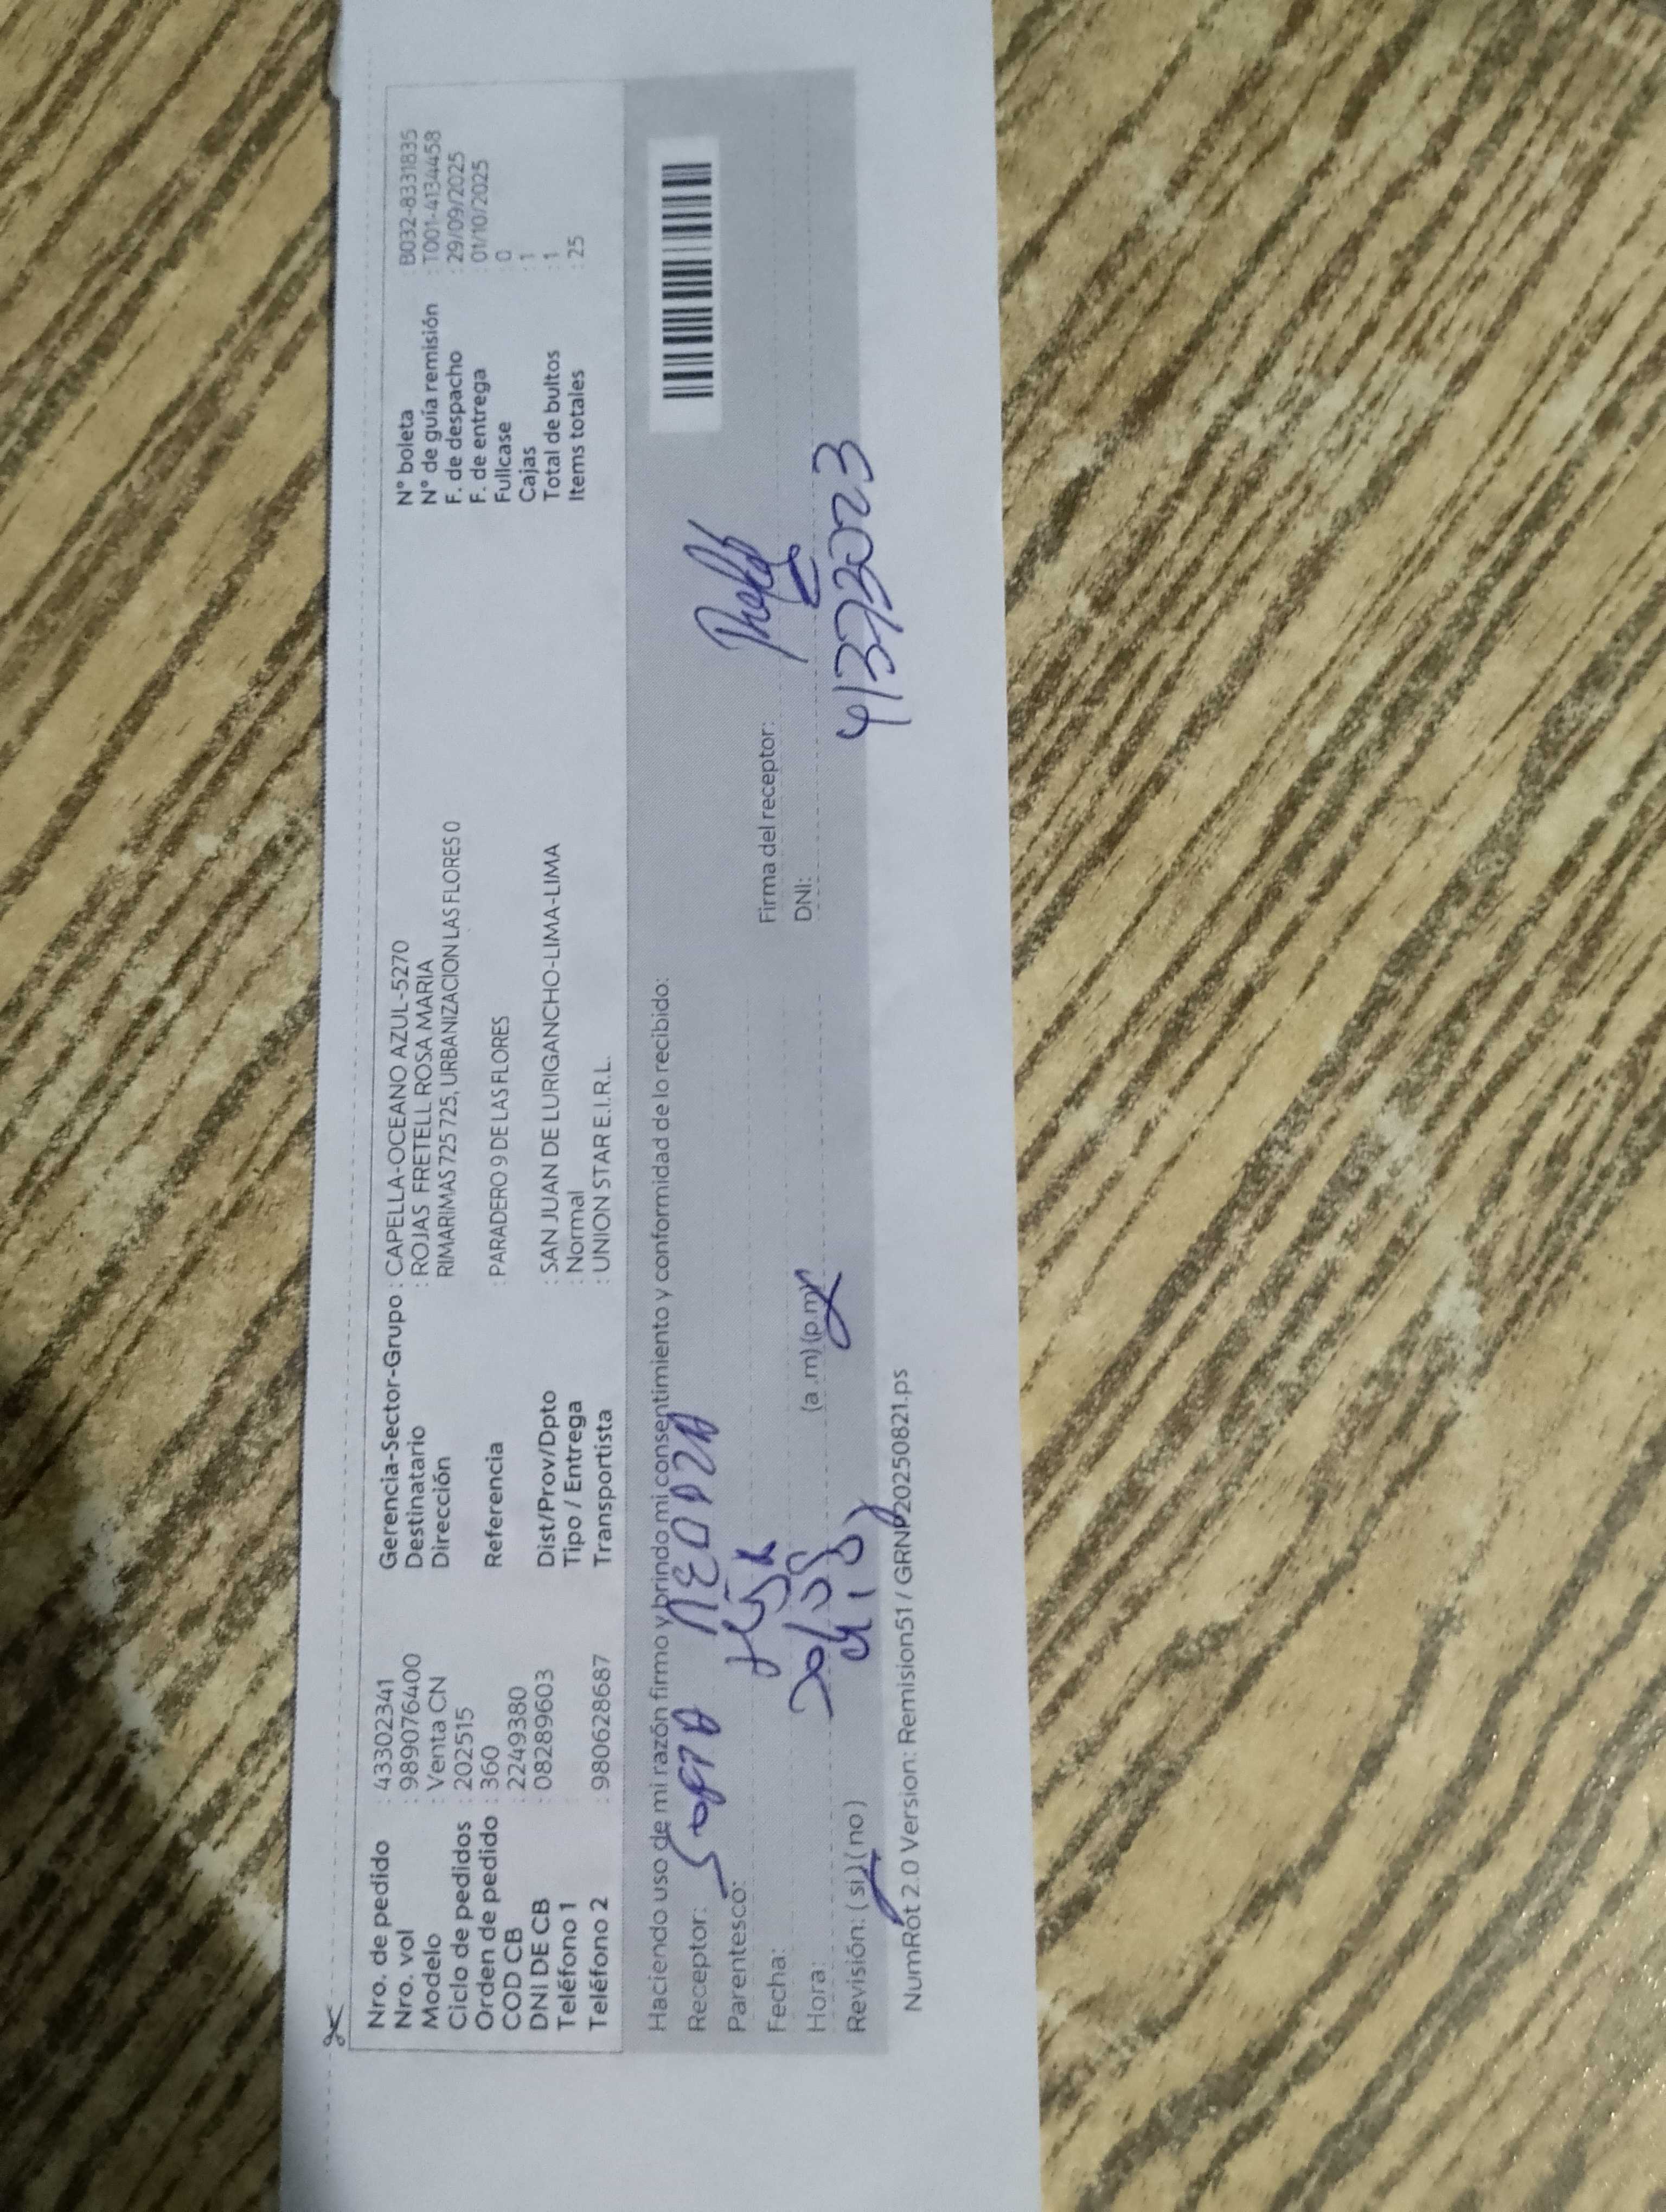 Nro. de pedido : 43302341
Nro. vol : 989076400
Modelo : Venta CN
Ciclo de pedidos : 202515
Orden de pedido : 360
COD CB : 2249380
DNI DE CB : 08289603
Teléfono 1 :
Teléfono 2 : 980628687
Gerencia-Sector-Grupo : CAPELLA-OCEANO AZUL-5270
Destinatario : ROJAS FRETELL ROSA MARIA
Dirección RIMARIMAS 725 725, URBANIZACION LAS FLORES 0
Referencia : PARADERO 9 DE LAS FLORES
Dist/Prov/Dpto : SAN JUAN DE LURIGANCHO-LIMA-LIMA
Tipo / Entrega : Normal
Transportista : UNION STAR E.I.R.L.
N° boleta B032-8331835
N° de guía remisión : T001-4134458
F. de despacho : 29/09/2025
F. de entrega : 01/10/2025
Fullcase : 0
Cajas : 1
Total de bultos : 1
Items totales : 25
Haciendo uso de mi razón firmo y brindo mi consentimiento y conformidad de lo recibido:
Receptor: SOFIA
Parentesco:
Fecha:
Hora: (a .m) (p.m)
Revisión: ( si ) ( no )
Firma del receptor:
DNI: 41373023
NumRot 2.0 Version: Remision51 / GRNP20250821.ps